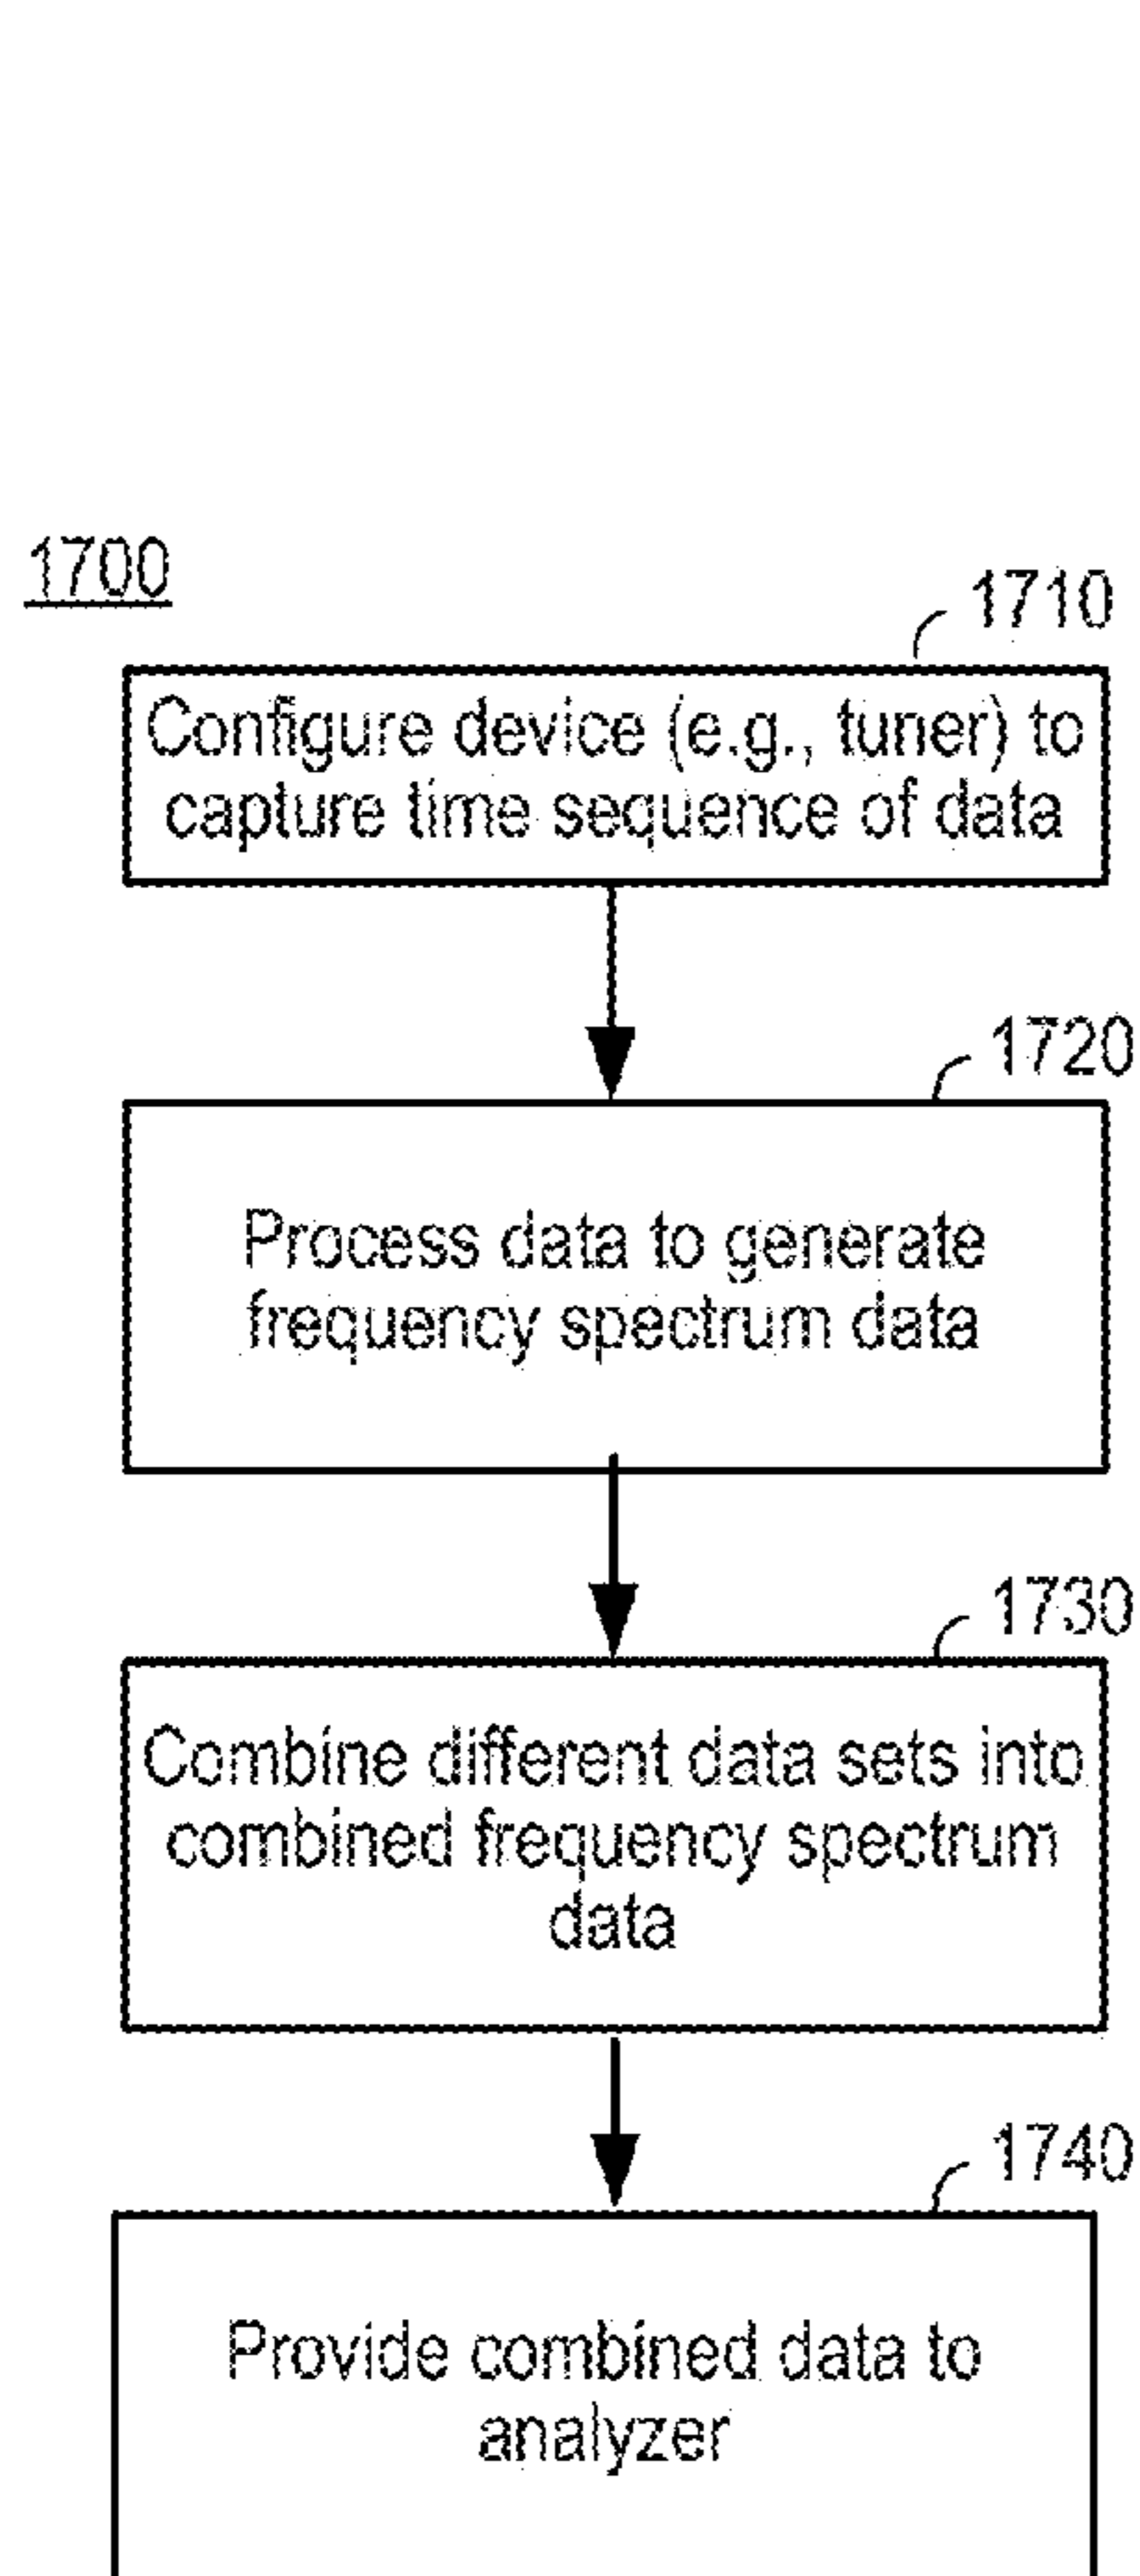 1700
1710
Configure device (e.g., tuner) to
capture time sequence of data
1720
Process data to generate
frequency spectrum data
1730
Combine different data sets into
combined frequency spectrum
data
1740
Provide combined data to
analyzer